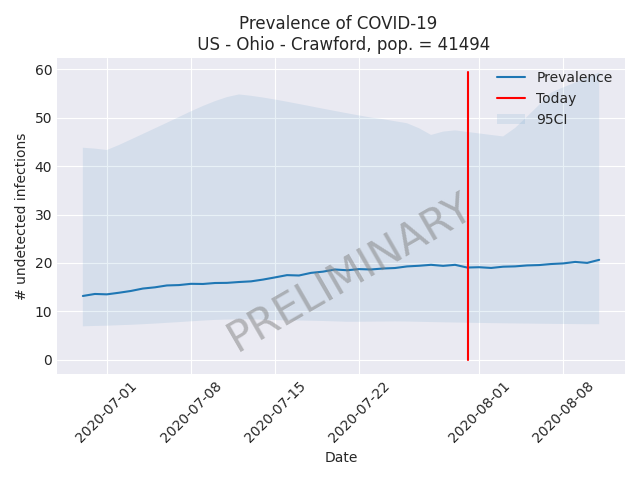 Prevalence of COVID-19
US - Ohio - Crawford, pop. = 41494
60
50
40
30
20
10
0
# undetected infections
Prevalence
Today
95CI
PRELIMINARY
2020-07-01
2020-07-08
2020-07-15
2020-07-22
2020-08-01
2020-08-08
Date